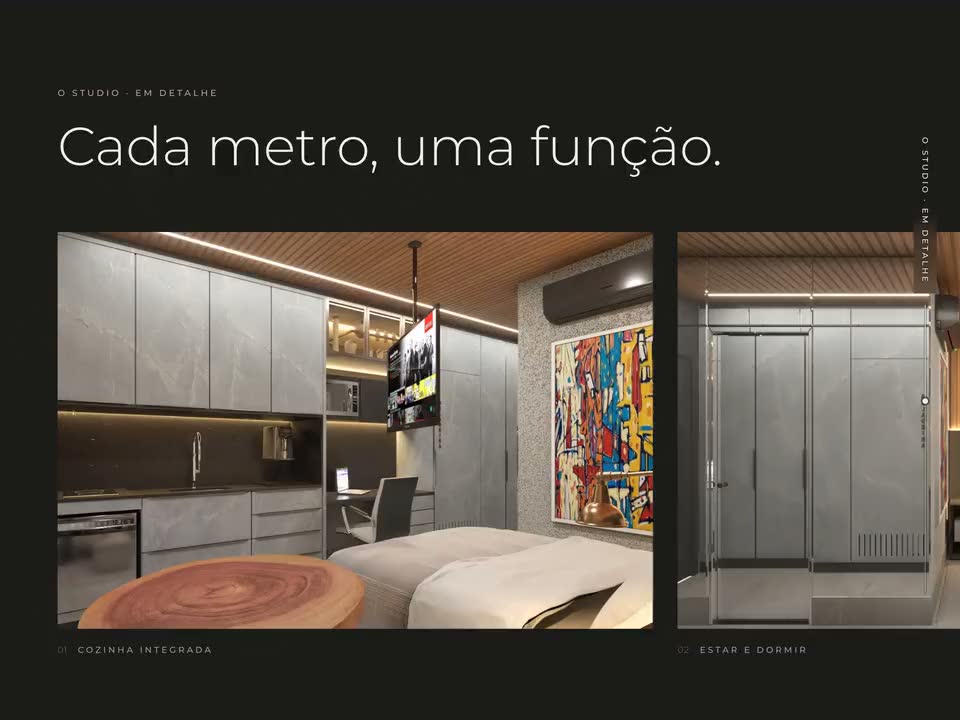 O STUDIO · EM DETALHE
Cada metro, uma função.
O STUDIO · EM DETALHE
01 COZINHA INTEGRADA
02 ESTAR E DORMIR